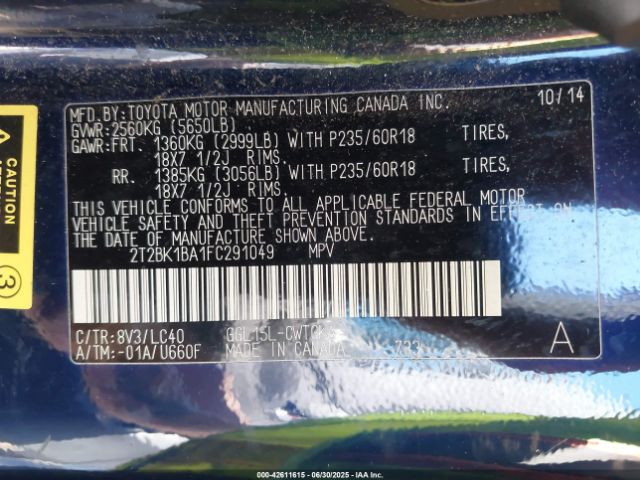 MFD.BY:TOYOTA MOTOR MANUFACTURING CANADA INC. 10/14
GVWR:2560KG (5650LB)
GAWR:FRT. 1360KG (2999LB) WITH P235/60R18 TIRES,
18X7 1/2J RIMS.
RR. 1385KG (3056LB) WITH P235/60R18 TIRES,
18X7 1/2J RIMS.
THIS VEHICLE CONFORMS TO ALL APPLICABLE FEDERAL MOTOR
VEHICLE SAFETY AND THEFT PREVENTION STANDARDS IN EFFECT ON
THE DATE OF MANUFACTURE SHOWN ABOVE.
2T2BK1BA1FC291049 MPV
C/TR: 8V3/LC40
A/TM: -01A/U660F MADE IN CANADA 733 A
CAUTION
3
000-42611615 - 06/30/2025 - IAA Inc.